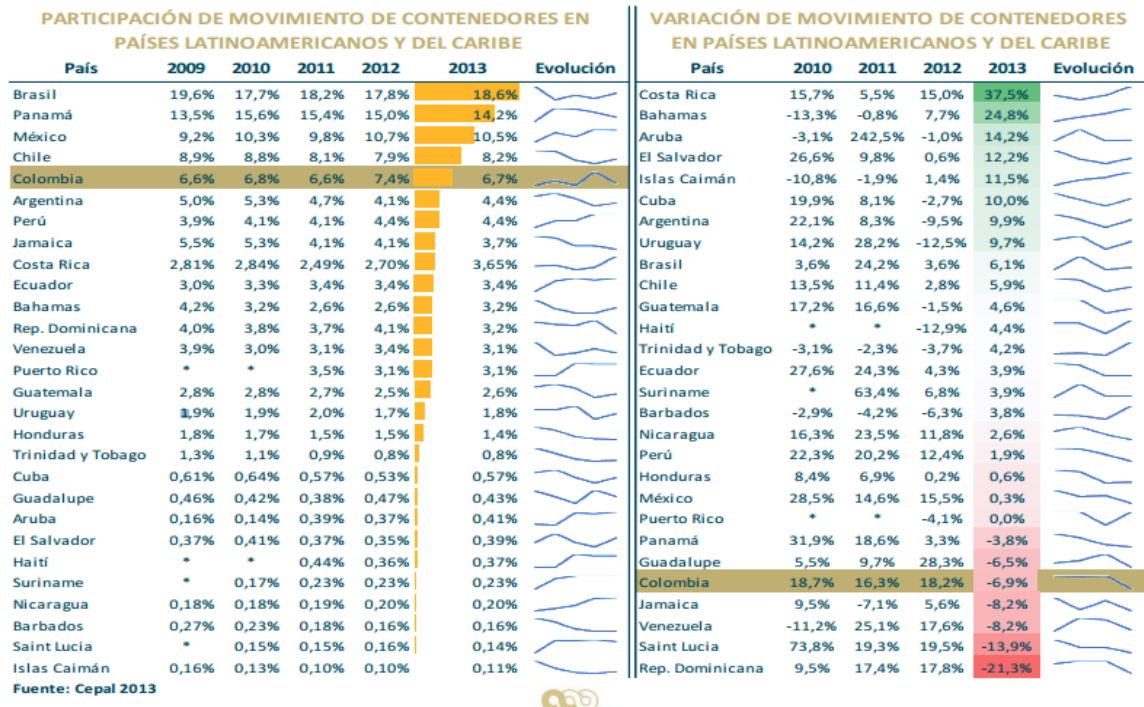 PARTICIPACIÓN DE MOVIMIENTO DE CONTENEDORES EN
PAÍSES LATINOAMERICANOS Y DEL CARIBE
País 2009 2010 2011 2012 2013 Evolución
Brasil 19,6% 17,7% 18,2% 17,8% 18,6%
Panamá 13,5% 15,6% 15,4% 15,0% 14,2%
México 9,2% 10,3% 9,8% 10,7% 10,5%
Chile 8,9% 8,8% 8,1% 7,9% 8,2%
Colombia 6,6% 6,8% 6,6% 7,4% 6,7%
Argentina 5,0% 5,3% 4,7% 4,1% 4,4%
Perú 3,9% 4,1% 4,1% 4,4% 4,4%
Jamaica 5,5% 5,3% 4,1% 4,1% 3,7%
Costa Rica 2,81% 2,84% 2,49% 2,70% 3,65%
Ecuador 3,0% 3,3% 3,4% 3,4% 3,4%
Bahamas 4,2% 3,2% 2,6% 2,6% 3,2%
Rep. Dominicana 4,0% 3,8% 3,7% 4,1% 3,2%
Venezuela 3,9% 3,0% 3,1% 3,4% 3,1%
Puerto Rico * * 3,5% 3,1% 3,1%
Guatemala 2,8% 2,8% 2,7% 2,5% 2,6%
Uruguay 1,9% 1,9% 2,0% 1,7% 1,8%
Honduras 1,8% 1,7% 1,5% 1,5% 1,4%
Trinidad y Tobago 1,3% 1,1% 0,9% 0,8% 0,8%
Cuba 0,61% 0,64% 0,57% 0,53% 0,57%
Guadalupe 0,46% 0,42% 0,38% 0,47% 0,43%
Aruba 0,16% 0,14% 0,39% 0,37% 0,41%
El Salvador 0,37% 0,41% 0,37% 0,35% 0,39%
Haití * * 0,44% 0,36% 0,37%
Suriname * 0,17% 0,23% 0,23% 0,23%
Nicaragua 0,18% 0,18% 0,19% 0,20% 0,20%
Barbados 0,27% 0,23% 0,18% 0,16% 0,16%
Saint Lucia * 0,15% 0,15% 0,16% 0,14%
Islas Caimán 0,16% 0,13% 0,10% 0,10% 0,11%
Fuente: Cepal 2013
VARIACIÓN DE MOVIMIENTO DE CONTENEDORES
EN PAÍSES LATINOAMERICANOS Y DEL CARIBE
País 2010 2011 2012 2013 Evolución
Costa Rica 15,7% 5,5% 15,0% 37,5%
Bahamas -13,3% -0,8% 7,7% 24,8%
Aruba -3,1% 242,5% -1,0% 14,2%
El Salvador 26,6% 9,8% 0,6% 12,2%
Islas Caimán -10,8% -1,9% 1,4% 11,5%
Cuba 19,9% 8,1% -2,7% 10,0%
Argentina 22,1% 8,3% -9,5% 9,9%
Uruguay 14,2% 28,2% -12,5% 9,7%
Brasil 3,6% 24,2% 3,6% 6,1%
Chile 13,5% 11,4% 2,8% 5,9%
Guatemala 17,2% 16,6% -1,5% 4,6%
Haití * * -12,9% 4,4%
Trinidad y Tobago -3,1% -2,3% -3,7% 4,2%
Ecuador 27,6% 24,3% 4,3% 3,9%
Suriname * 63,4% 6,8% 3,9%
Barbados -2,9% -4,2% -6,3% 3,8%
Nicaragua 16,3% 23,5% 11,8% 2,6%
Perú 22,3% 20,2% 12,4% 1,9%
Honduras 8,4% 6,9% 0,2% 0,6%
México 28,5% 14,6% 15,5% 0,3%
Puerto Rico * * -4,1% 0,0%
Panamá 31,9% 18,6% 3,3% -3,8%
Guadalupe 5,5% 9,7% 28,3% -6,5%
Colombia 18,7% 16,3% 18,2% -6,9%
Jamaica 9,5% -7,1% 5,6% -8,2%
Venezuela -11,2% 25,1% 17,6% -8,2%
Saint Lucia 73,8% 19,3% 19,5% -13,9%
Rep. Dominicana 9,5% 17,4% 17,8% -21,3%